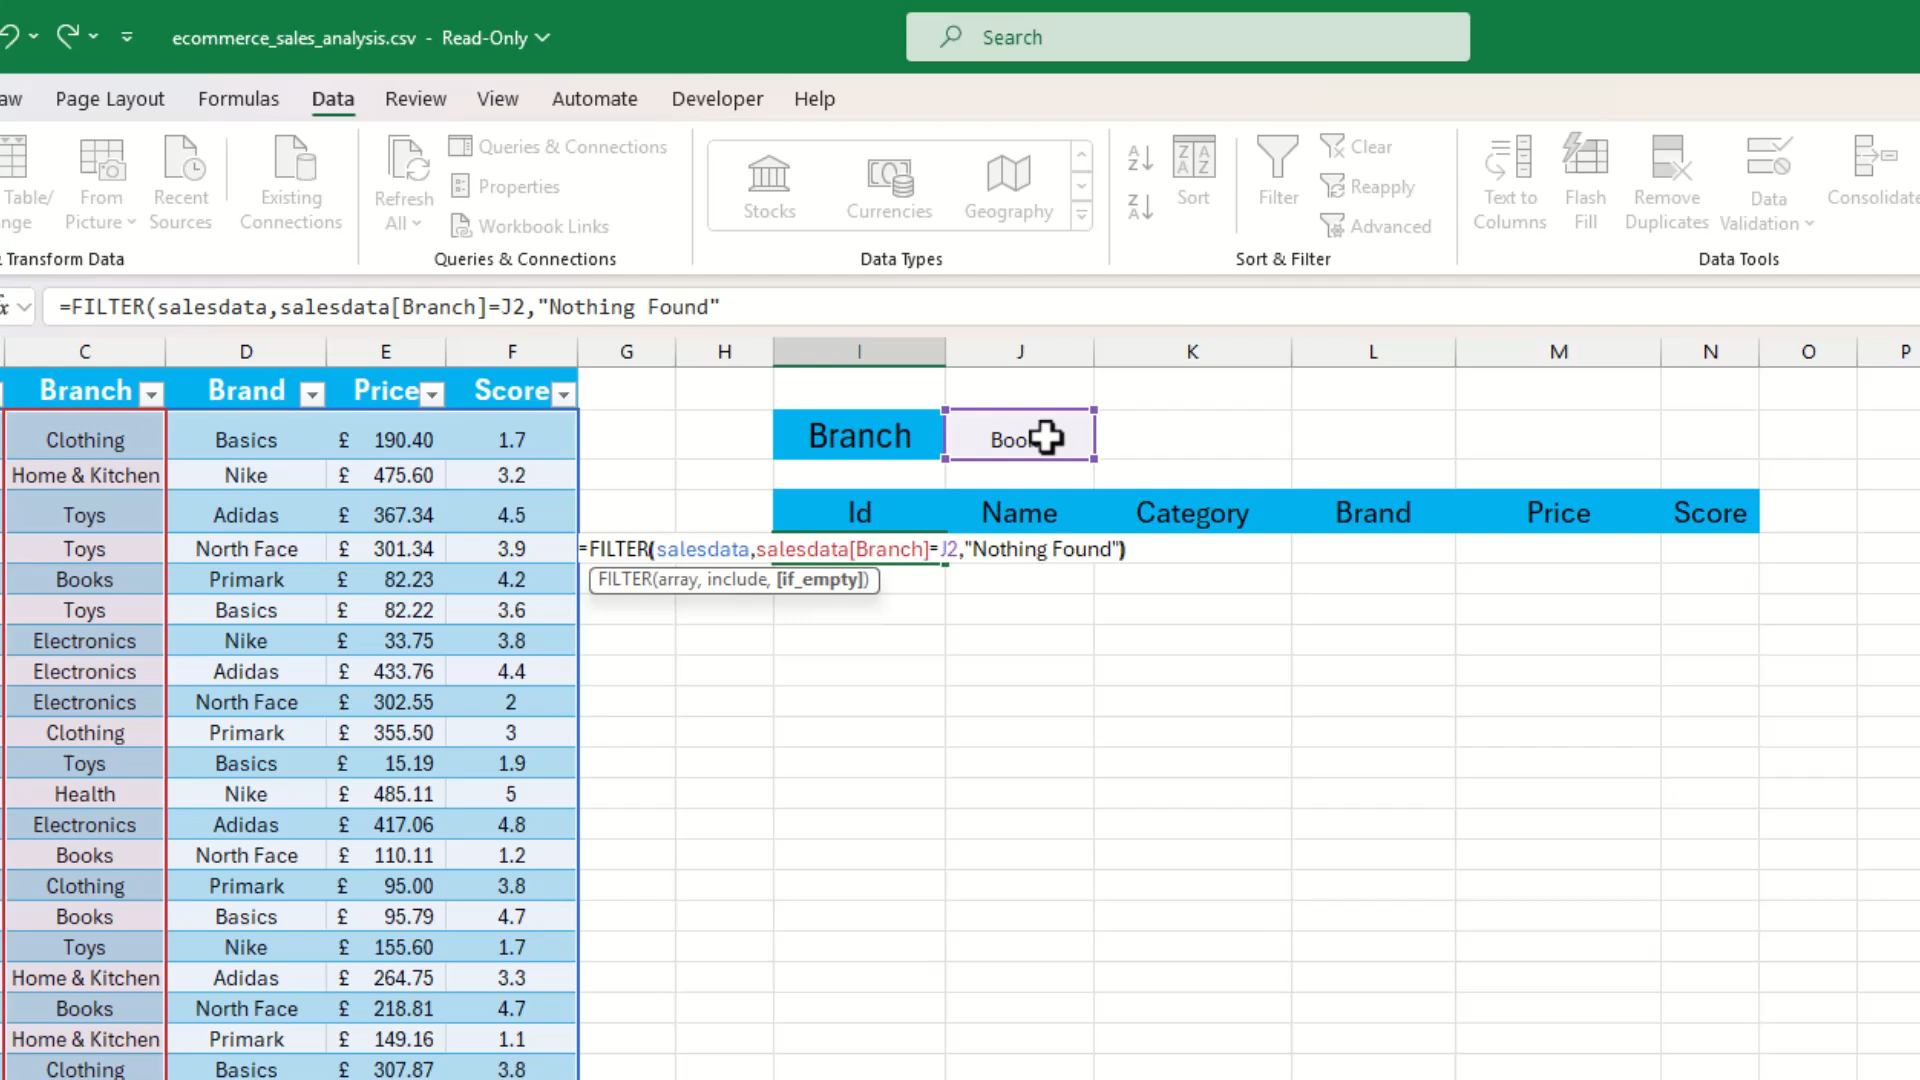 ecommerce_sales_analysis.csv - Read-Only
Search
Page Layout Formulas Data Review View Automate Developer Help
Table/
From
Picture
Recent
Sources
Existing
Connections
Refresh
All
Queries & Connections
Properties
Workbook Links
Stocks
Currencies
Geography
Sort
Filter
Clear
Reapply
Advanced
Text to
Columns
Flash
Fill
Remove
Duplicates
Data
Validation
Consolidate
Transform Data Queries & Connections Data Types Sort & Filter Data Tools
=FILTER(salesdata,salesdata[Branch]=J2,"Nothing Found"
C D E F G H I J K L M N O P
Branch Brand Price Score
Clothing Basics £ 190.40 1.7
Branch
Home & Kitchen Nike £ 475.60 3.2
Toys Adidas £ 367.34 4.5
Id Name Category Brand Price Score
Toys North Face £ 301.34 3.9
=FILTER(salesdata,salesdata[Branch]=J2,"Nothing Found")
FILTER(array, include, [if_empty])
Books Primark £ 82.23 4.2
Toys Basics £ 82.22 3.6
Electronics Nike £ 33.75 3.8
Electronics Adidas £ 433.76 4.4
Electronics North Face £ 302.55 2
Clothing Primark £ 355.50 3
Toys Basics £ 15.19 1.9
Health Nike £ 485.11 5
Electronics Adidas £ 417.06 4.8
Books North Face £ 110.11 1.2
Clothing Primark £ 95.00 3.8
Books Basics £ 95.79 4.7
Toys Nike £ 155.60 1.7
Home & Kitchen Adidas £ 264.75 3.3
Books North Face £ 218.81 4.7
Home & Kitchen Primark £ 149.16 1.1
Clothing Basics £ 307.87 3.8